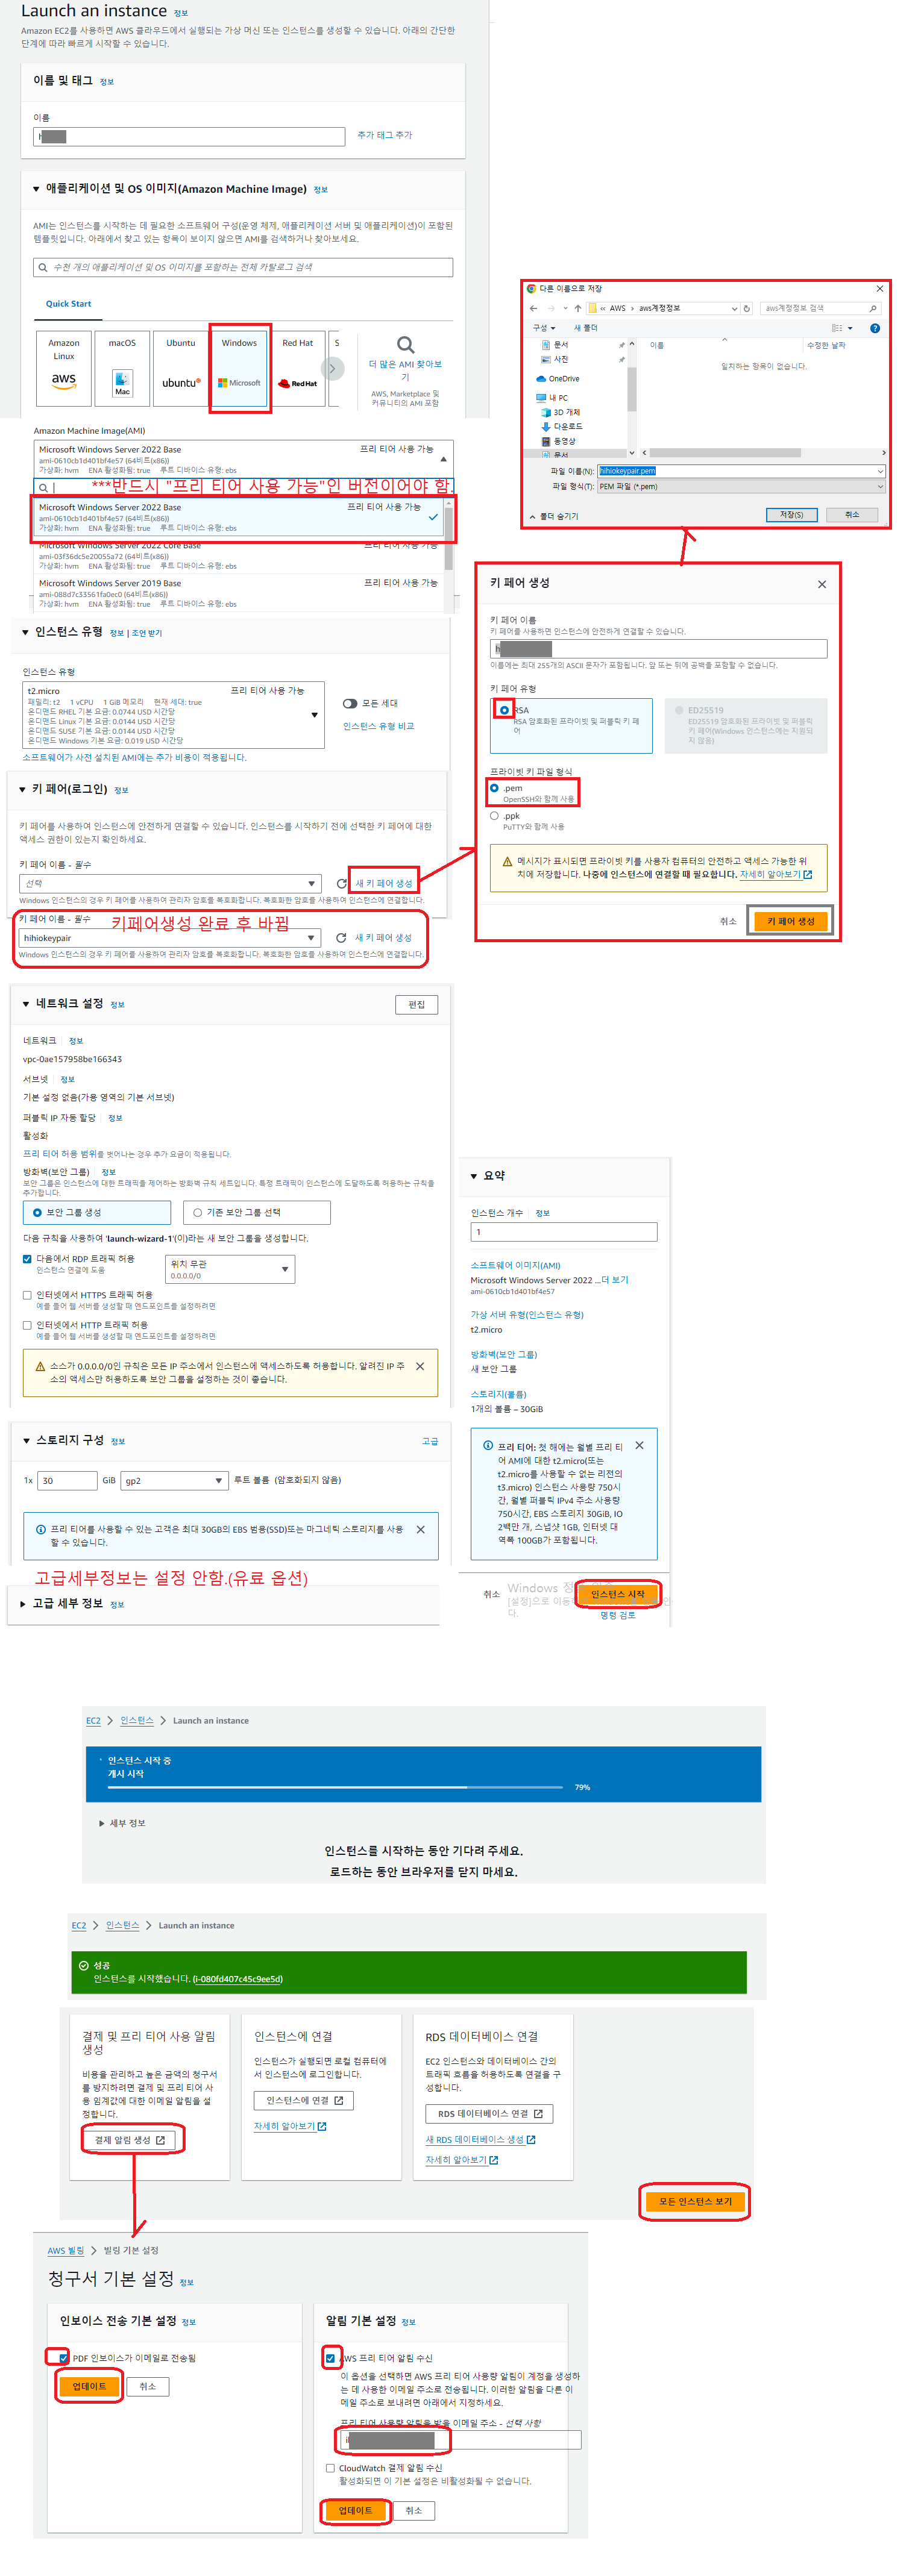 Launch an instance 정보
Amazon EC2를 사용하면 AWS 클라우드에서 실행되는 가상 머신 또는 인스턴스를 생성할 수 있습니다. 아래의 간단한
단계에 따라 빠르게 시작할 수 있습니다.
이름 및 태그 정보
이름
추가 태그 추가
애플리케이션 및 OS 이미지(Amazon Machine Image) 정보
AMI는 인스턴스를 시작하는 데 필요한 소프트웨어 구성(운영 체제, 애플리케이션 서버 및 애플리케이션)이 포함된
템플릿입니다. 아래에서 찾고 있는 항목이 보이지 않으면 AMI를 검색하거나 찾아보세요.
수천 개의 애플리케이션 및 OS 이미지를 포함하는 전체 카탈로그 검색
Quick Start
Amazon
Linux
aws
macOS
Mac
Ubuntu
ubuntu
Windows
Microsoft
Red Hat
Red Hat
S
더 많은 AMI 찾아보
기
AWS, Marketplace 및
커뮤니티의 AMI 포함
Amazon Machine Image(AMI)
Microsoft Windows Server 2022 Base 프리 티어 사용 가능
ami-0610cb1d401bf4e57 (64비트(x86))
가상화: hvm ENA 활성화됨: true 루트 디바이스 유형: ebs
***반드시 "프리 티어 사용 가능"인 버전이어야 함.
Microsoft Windows Server 2022 Base 프리 티어 사용 가능
ami-0610cb1d401bf4e57 (64비트(x86))
가상화: hvm ENA 활성화됨: true 루트 디바이스 유형: ebs
Microsoft Windows Server 2022 Core Base 프리 티어 사용 가능
ami-03f36dc5e20055a72 (64비트(x86))
가상화: hvm ENA 활성화됨: true 루트 디바이스 유형: ebs
Microsoft Windows Server 2019 Base 프리 티어 사용 가능
ami-088d7c33561fa0ec0 (64비트(x86))
가상화: hvm ENA 활성화됨: true 루트 디바이스 유형: ebs
다른 이름으로 저장
« AWS › aws계정정보
aws계정정보 검색
구성 새 폴더
문서
사진
OneDrive
내 PC
3D 개체
다운로드
동영상
문서
이름 수정한 날짜
일치하는 항목이 없습니다.
파일 이름(N): hihiokeypair.pem
파일 형식(T): PEM 파일 (*.pem)
폴더 숨기기
저장(S) 취소
인스턴스 유형 정보 | 조언 받기
인스턴스 유형
t2.micro 프리 티어 사용 가능
패밀리: t2 1 vCPU 1 GiB 메모리 현재 세대: true
온디맨드 RHEL 기본 요금: 0.0744 USD 시간당
온디맨드 Linux 기본 요금: 0.0144 USD 시간당
온디맨드 SUSE 기본 요금: 0.0144 USD 시간당
온디맨드 Windows 기본 요금: 0.019 USD 시간당
모든 세대
인스턴스 유형 비교
소프트웨어가 사전 설치된 AMI에는 추가 비용이 적용됩니다.
키 페어(로그인) 정보
키 페어를 사용하여 인스턴스에 안전하게 연결할 수 있습니다. 인스턴스를 시작하기 전에 선택한 키 페어에 대한
액세스 권한이 있는지 확인하세요.
키 페어 이름 - 필수
선택
새 키 페어 생성
Windows 인스턴스의 경우 키 페어를 사용하여 관리자 암호를 복호화합니다. 복호화한 암호를 사용하여 인스턴스에 연결합니다.
키 페어 이름 - 필수
키페어생성 완료 후 바뀜
hihiokeypair
새 키 페어 생성
Windows 인스턴스의 경우 키 페어를 사용하여 관리자 암호를 복호화합니다. 복호화한 암호를 사용하여 인스턴스에 연결합니다.
키 페어 생성
키 페어 이름
키 페어를 사용하면 인스턴스에 안전하게 연결할 수 있습니다.
h
이름에는 최대 255개의 ASCII 문자가 포함됩니다. 앞 또는 뒤에 공백을 포함할 수 없습니다.
키 페어 유형
RSA
RSA 암호화된 프라이빗 및 퍼블릭 키 페
어
ED25519
ED25519 암호화된 프라이빗 및 퍼블릭
키 페어(Windows 인스턴스에는 지원되
지 않음)
프라이빗 키 파일 형식
.pem
OpenSSH와 함께 사용
.ppk
PuTTY와 함께 사용
메시지가 표시되면 프라이빗 키를 사용자 컴퓨터의 안전하고 액세스 가능한 위
치에 저장합니다. 나중에 인스턴스에 연결할 때 필요합니다. 자세히 알아보기
취소 키 페어 생성
네트워크 설정 정보
편집
네트워크 정보
vpc-0ae157958be166343
서브넷 정보
기본 설정 없음(가용 영역의 기본 서브넷)
퍼블릭 IP 자동 할당 정보
활성화
프리 티어 허용 범위를 벗어나는 경우 추가 요금이 적용됩니다.
방화벽(보안 그룹) 정보
보안 그룹은 인스턴스에 대한 트래픽을 제어하는 방화벽 규칙 세트입니다. 특정 트래픽이 인스턴스에 도달하도록 허용하는 규칙을
추가합니다.
보안 그룹 생성 기존 보안 그룹 선택
다음 규칙을 사용하여 'launch-wizard-1'(이)라는 새 보안 그룹을 생성합니다.
다음에서 RDP 트래픽 허용
인스턴스 연결에 도움
위치 무관
0.0.0.0/0
인터넷에서 HTTPS 트래픽 허용
예를 들어 웹 서버를 생성할 때 엔드포인트를 설정하려면
인터넷에서 HTTP 트래픽 허용
예를 들어 웹 서버를 생성할 때 엔드포인트를 설정하려면
소스가 0.0.0.0/0인 규칙은 모든 IP 주소에서 인스턴스에 액세스하도록 허용합니다. 알려진 IP 주
소의 액세스만 허용하도록 보안 그룹을 설정하는 것이 좋습니다.
스토리지 구성 정보
고급
1x 30 GiB gp2 루트 볼륨 (암호화되지 않음)
프리 티어를 사용할 수 있는 고객은 최대 30GB의 EBS 범용(SSD)또는 마그네틱 스토리지를 사용
할 수 있습니다.
고급세부정보는 설정 안함.(유료 옵션)
고급 세부 정보 정보
요약
인스턴스 개수 정보
1
소프트웨어 이미지(AMI)
Microsoft Windows Server 2022 ...더 보기
ami-0610cb1d401bf4e57
가상 서버 유형(인스턴스 유형)
t2.micro
방화벽(보안 그룹)
새 보안 그룹
스토리지(볼륨)
1개의 볼륨 – 30GiB
프리 티어: 첫 해에는 월별 프리 티
어 AMI에 대한 t2.micro(또는
t2.micro를 사용할 수 없는 리전의
t3.micro) 인스턴스 사용량 750시
간, 월별 퍼블릭 IPv4 주소 사용량
750시간, EBS 스토리지 30GiB, IO
2백만 개, 스냅샷 1GB, 인터넷 대
역폭 100GB가 포함됩니다.
취소 인스턴스 시작
Windows 정
[설정]으로 이동
다.
명령 검토
EC2 인스턴스 Launch an instance
인스턴스 시작 중
개시 시작
79%
세부 정보
인스턴스를 시작하는 동안 기다려 주세요.
로드하는 동안 브라우저를 닫지 마세요.
EC2 인스턴스 Launch an instance
성공
인스턴스를 시작했습니다. (i-080fd407c45c9ee5d)
결제 및 프리 티어 사용 알림
생성
비용을 관리하고 높은 금액의 청구서
를 방지하려면 결제 및 프리 티어 사
용 임계값에 대한 이메일 알림을 설
정합니다.
결제 알림 생성
인스턴스에 연결
인스턴스가 실행되면 로컬 컴퓨터에
서 인스턴스에 로그인합니다.
인스턴스에 연결
자세히 알아보기
RDS 데이터베이스 연결
EC2 인스턴스와 데이터베이스 간의
트래픽 흐름을 허용하도록 연결을 구
성합니다.
RDS 데이터베이스 연결
새 RDS 데이터베이스 생성
자세히 알아보기
모든 인스턴스 보기
AWS 빌링 빌링 기본 설정
청구서 기본 설정 정보
인보이스 전송 기본 설정 정보
PDF 인보이스가 이메일로 전송됨
업데이트 취소
알림 기본 설정 정보
AWS 프리 티어 알림 수신
이 옵션을 선택하면 AWS 프리 티어 사용량 알림이 계정을 생성하
는 데 사용한 이메일 주소로 전송됩니다. 이러한 알림을 다른 이
메일 주소로 보내려면 아래에서 지정하세요.
프리 티어 사용량 알림을 받을 이메일 주소 - 선택 사항
CloudWatch 결제 알림 수신
활성화되면 이 기본 설정은 비활성화될 수 없습니다.
업데이트 취소